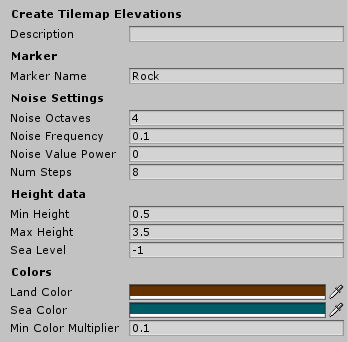 Create Tilemap Elevations
Description
Marker
Marker Name Rock
Noise Settings
Noise Octaves 4
Noise Frequency 0.1
Noise Value Power 0
Num Steps 8
Height data
Min Height 0.5
Max Height 3.5
Sea Level -1
Colors
Land Color
Sea Color
Min Color Multiplier 0.1